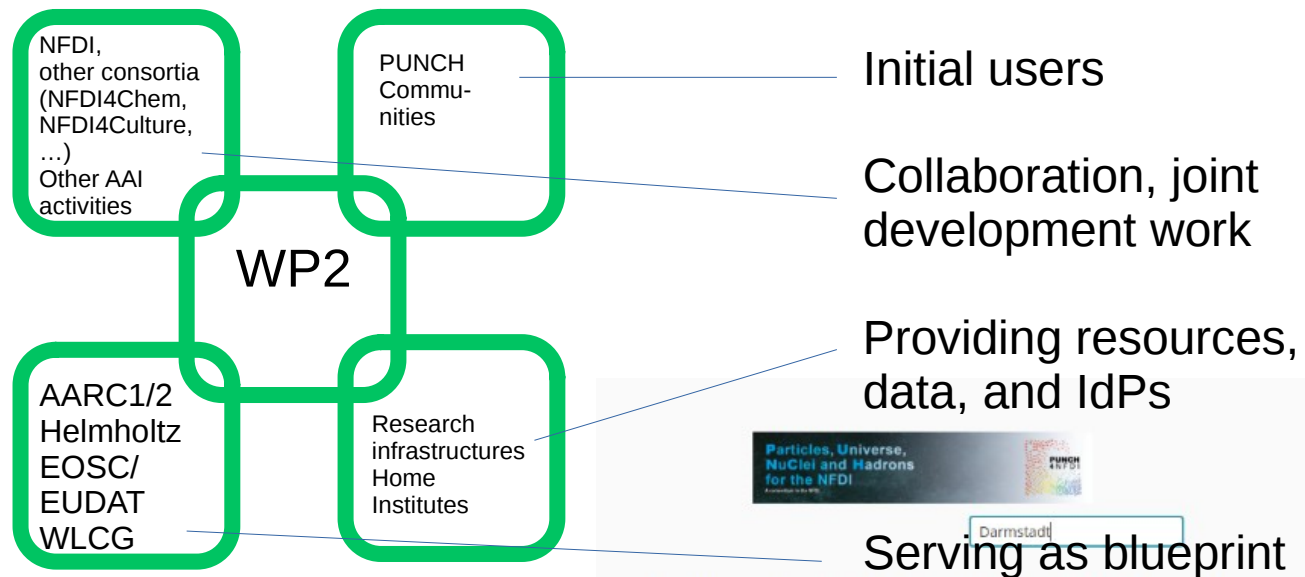 NFDI,
other consortia
(NFDI4Chem,
NFDI4Culture,
…)
Other AAI
activities
PUNCH
Commu-
nities
WP2
AARC1/2
Helmholtz
EOSC/
EUDAT
WLCG
Research
infrastructures
Home
Institutes
Initial users
Collaboration, joint
development work
Providing resources,
data, and IdPs
Particles, Universe,
NuClei and Hadrons
for the NFDI
PUNCH
4NFDI
Darmstadt
Serving as blueprint